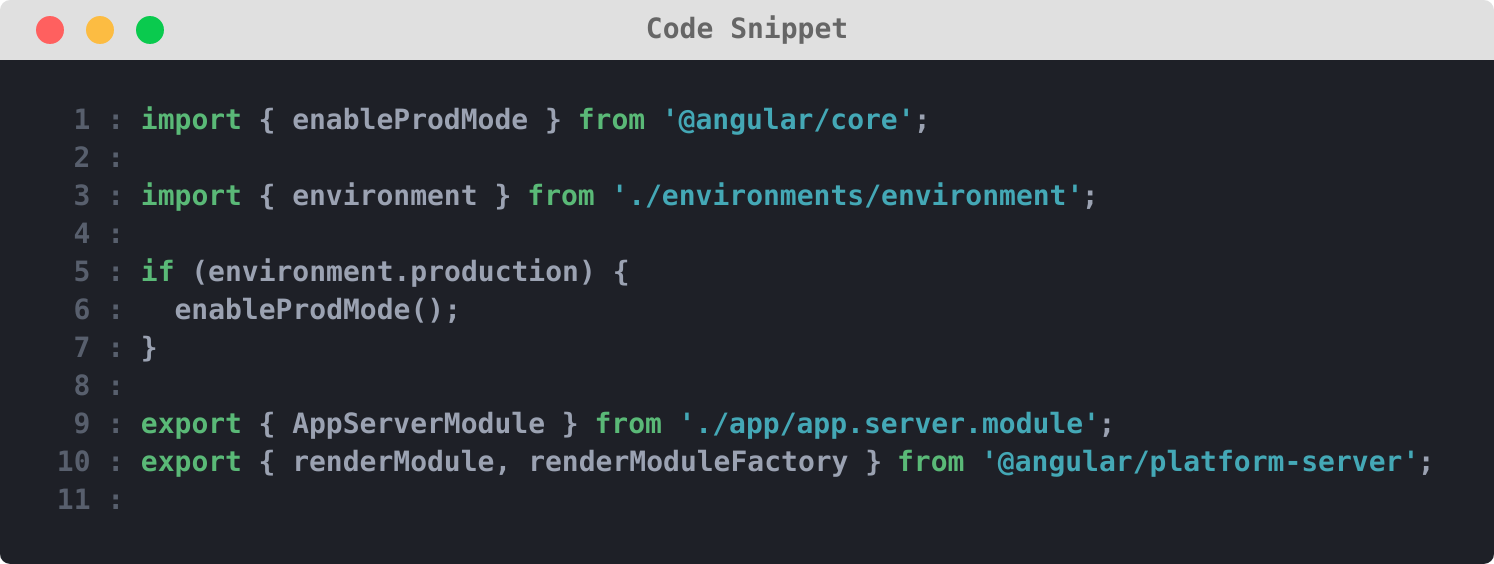 Code Snippet
1 : import { enableProdMode } from '@angular/core';
2 :
3 : import { environment } from './environments/environment';
4 :
5 : if (environment.production) {
6 :   enableProdMode();
7 : }
8 :
9 : export { AppServerModule } from './app/app.server.module';
10 : export { renderModule, renderModuleFactory } from '@angular/platform-server';
11 :